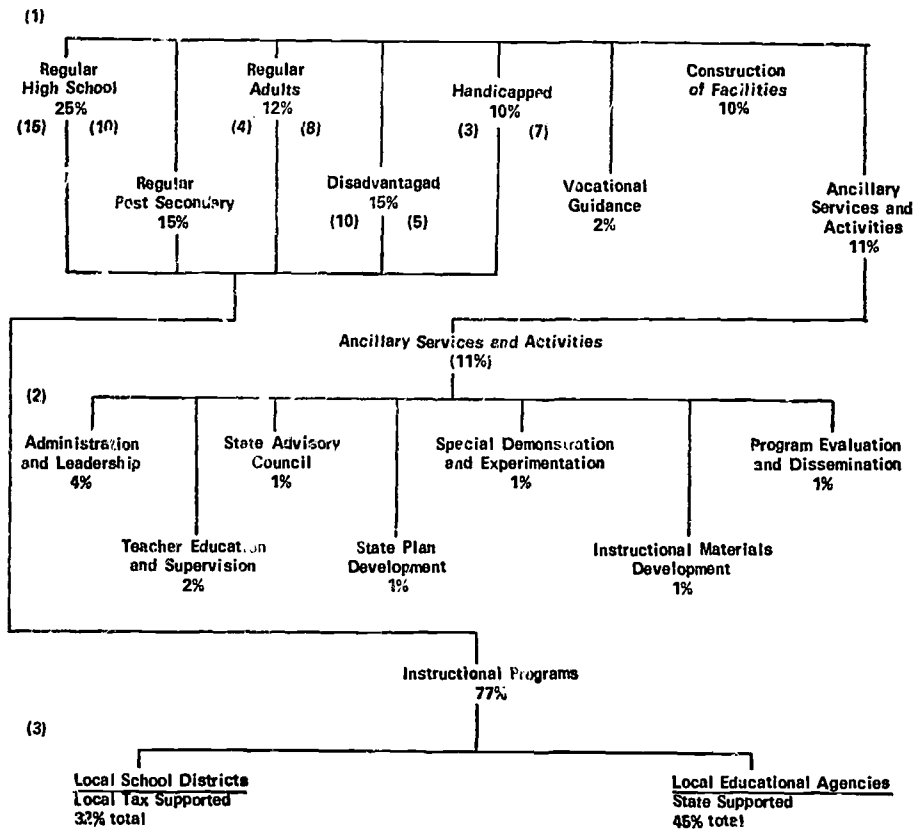 (1)
Regular
High School
25%
(15) (10)
Regular
Adults
12%
(4) (8)
Handicapped
10%
(3) (7)
Construction
of Facilities
10%
Regular
Post Secondary
15%
Disadvantagad
15%
(10) (5)
Vocational
Guidance
2%
Ancillary
Services and
Activities
11%
Ancillary Services and Activities
(11%)
(2)
Administration
and Leadership
4%
State Advisory
Council
1%
Special Demonstration
and Experimentation
1%
Program Evaluation
and Dissemination
1%
Teacher Education
and Supervision
2%
State Plan
Development
1%
Instructional Materials
Development
1%
Instructional Programs
77%
(3)
Local School Districts
Local Tax Supported
32% total
Local Educational Agencies
State Supported
45% total